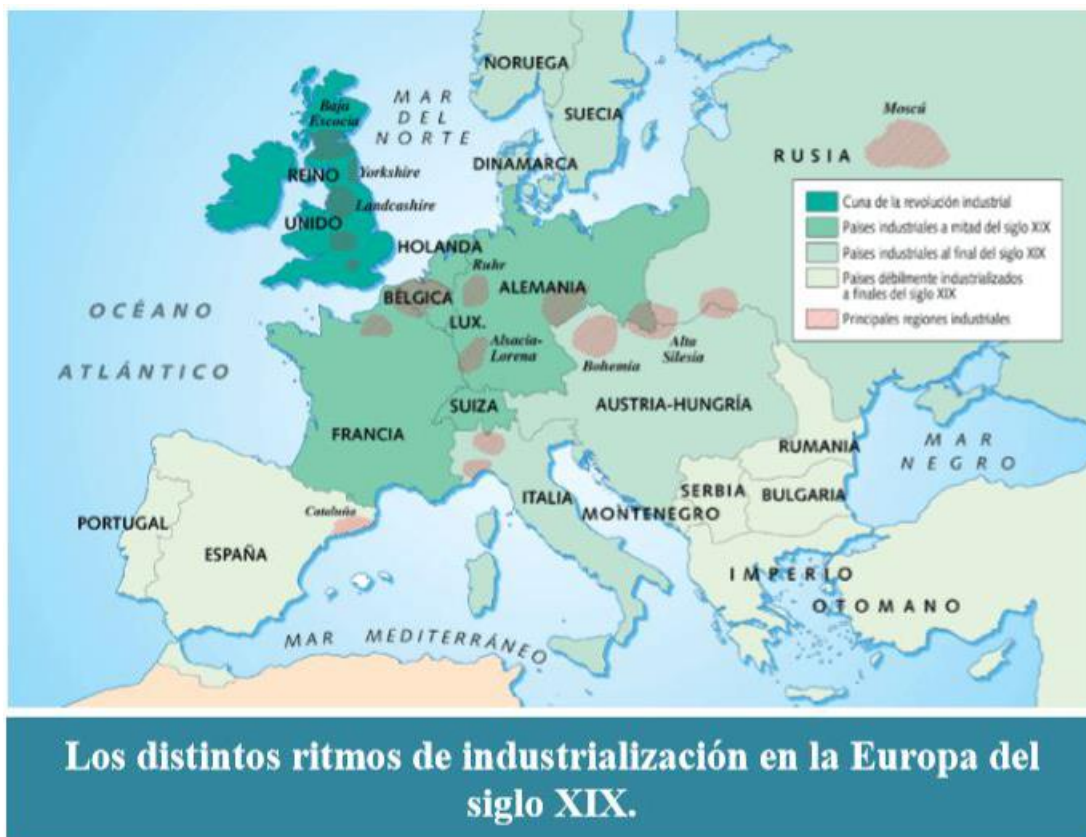 NORUEGA
SUECIA
MAR
DEL
NORTE
Baja
Escocia
Moscú
RUSIA
DINAMARCA
REINO
UNIDO
Yorkshire
Landcashire
HOLANDA
Ruhr
BÉLGICA
ALEMANIA
LUX.
Alsacia-
Lorena
Bohemia
Alta
Silesia
OCÉANO
ATLÁNTICO
SUIZA
AUSTRIA-HUNGRÍA
FRANCIA
RUMANIA
MAR
NEGRO
SERBIA
BULGARIA
ITALIA
MONTENEGRO
Cataluña
PORTUGAL
ESPAÑA
IMPERIO
OTOMANO
MAR MEDITERRÁNEO
Cuna de la revolución industrial
Países industriales a mitad del siglo XIX
Países industriales al final del siglo XIX
Países débilmente industrializados
a finales del siglo XIX
Principales regiones industriales
Los distintos ritmos de industrialización en la Europa del
siglo XIX.